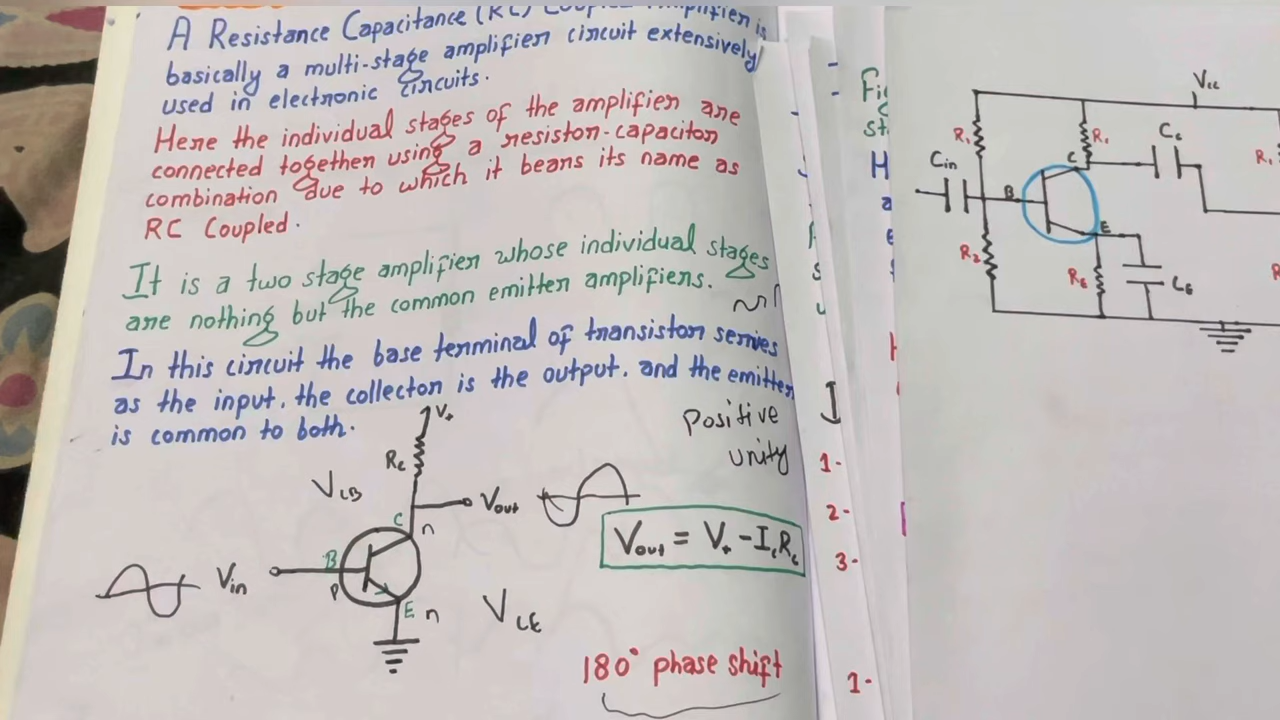 A Resistance Capacitance (RC) Coupled Amplifier is
basically a multi-stage amplifier circuit extensively
used in electronic circuits.
Here the individual stages of the amplifier are
connected together using a resistor-capacitor
combination due to which it bears its name as
RC Coupled.
It is a two stage amplifier whose individual stages
are nothing but the common emitter amplifiers.
In this circuit the base terminal of transistor serves
as the input, the collector is the output, and the emitter
is common to both.
Positive
unity
V+
Rc
VCB
C
n
Vout
Vout = V+ - IcRc
B
P
Vin
E
n
VCE
180° phase shift
Fig
st
H
a
I
1-
2-
3-
1-
Vcc
R1
R1
Cc
R1
Cin
C
B
E
R2
RE
CE
R